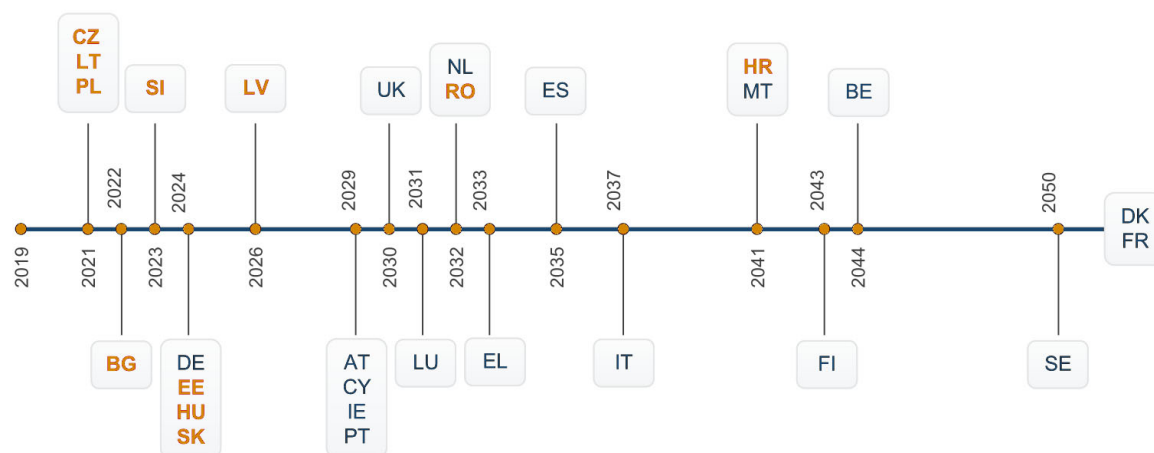 CZ
LT
PL
SI
LV
UK
NL
RO
ES
HR
MT
BE
2022
2024
2029
2031
2033
2037
2043
2050
DK
FR
2019
2021
2023
2026
2030
2032
2035
2041
2044
BG
DE
EE
HU
SK
AT
CY
IE
PT
LU
EL
IT
FI
SE